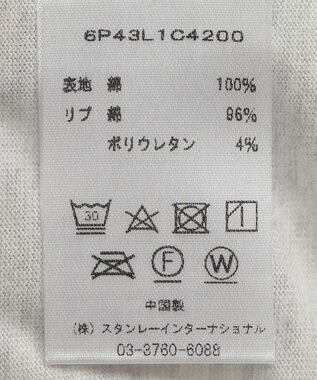 6P43L1C4200
表地 綿 100%
リブ 綿 96%
ポリウレタン 4%
30
F W
中国製
(株) スタンレーインターナショナル
03-3760-6088